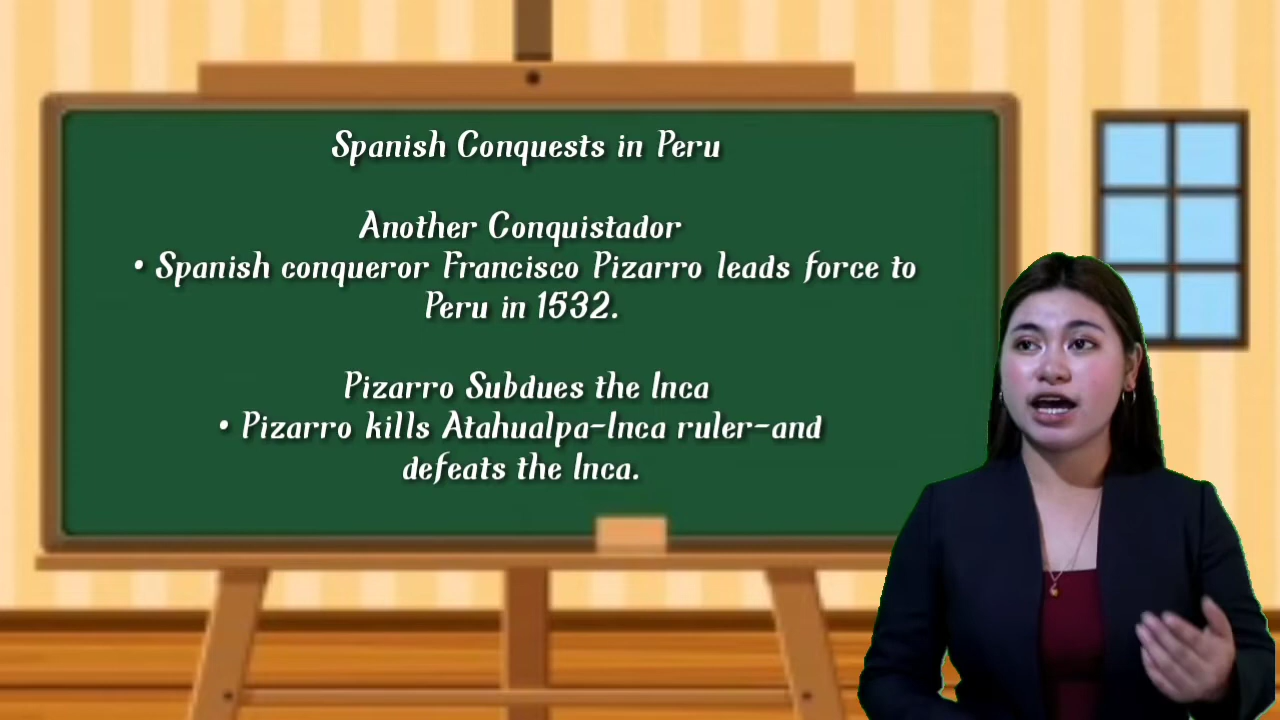 Spanish Conquests in Peru
Another Conquistador
• Spanish conqueror Francisco Pizarro leads force to
Peru in 1532.
Pizarro Subdues the Inca
• Pizarro kills Atahualpa-Inca ruler-and
defeats the Inca.